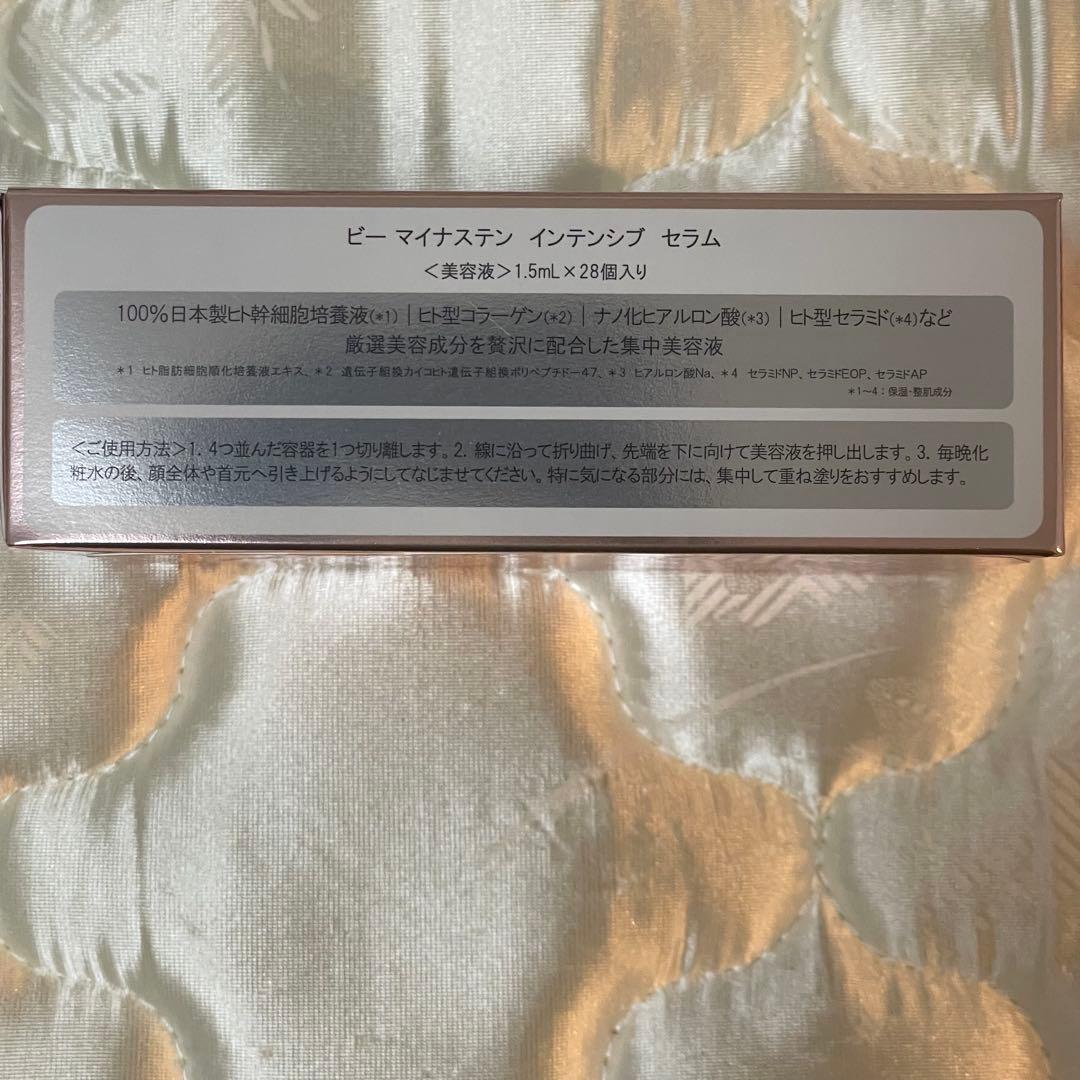 ビー マイナステン インテンシブ セラム
＜美容液＞1.5mL×28個入り
100%日本製ヒト幹細胞培養液(*1)｜ヒト型コラーゲン(*2)｜ナノ化ヒアルロン酸(*3)｜ヒト型セラミド(*4)など
厳選美容成分を贅沢に配合した集中美容液
*1 ヒト脂肪細胞順化培養液エキス、*2 遺伝子組換カイコヒト遺伝子組換ポリペプチドー47、*3 ヒアルロン酸Na、*4 セラミドNP、セラミドEOP、セラミドAP
*1～4：保湿・整肌成分
＜ご使用方法＞1. 4つ並んだ容器を1つ切り離します。2. 線に沿って折り曲げ、先端を下に向けて美容液を押し出します。3. 毎晩化
粧水の後、顔全体や首元へ引き上げるようにしてなじませてください。特に気になる部分には、集中して重ね塗りをおすすめします。